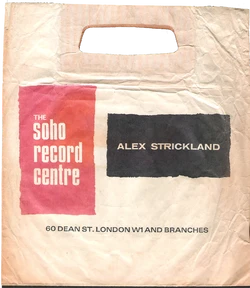 THE
soho
record
centre
ALEX STRICKLAND
60 DEAN ST. LONDON W1 AND BRANCHES